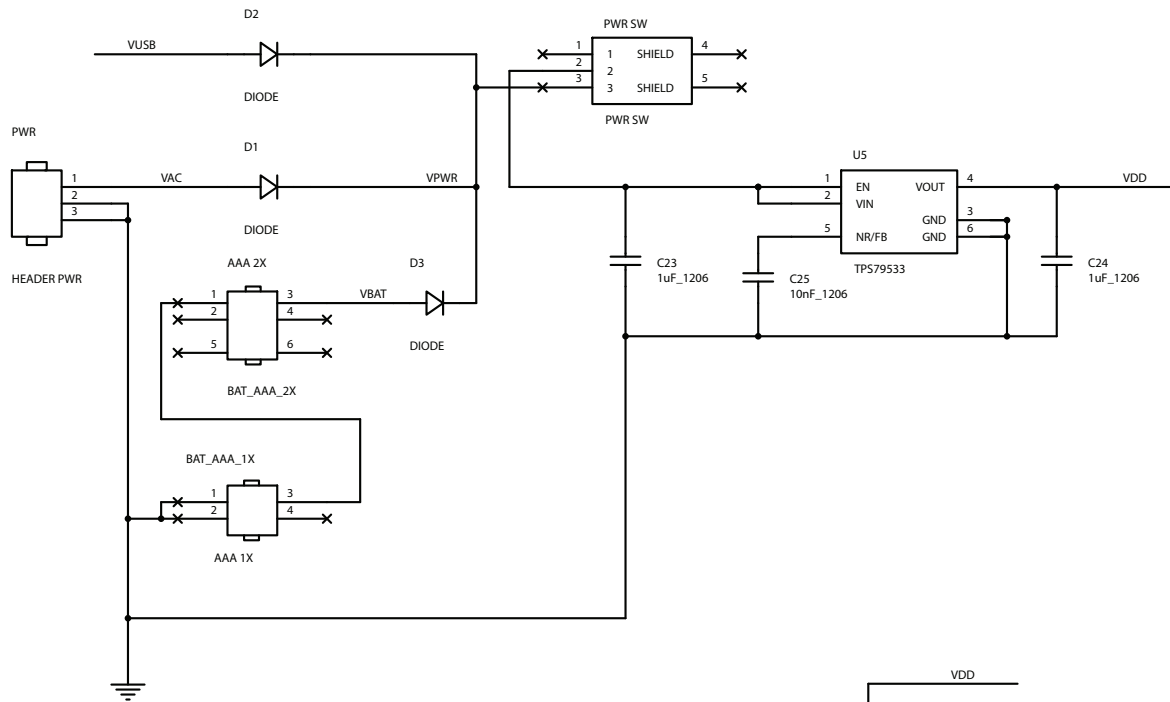 D2
VUSB
DIODE
PWR SW
1 1 SHIELD 4
2 2
3 3 SHIELD 5
PWR SW
PWR
D1
1 VAC VPWR
2
3
DIODE
HEADER PWR
U5
1 EN VOUT 4 VDD
2 VIN
GND 3
5 NR/FB GND 6
TPS79533
C23
1uF_1206
C25
10nF_1206
C24
1uF_1206
AAA 2X
D3
1 3 VBAT
2 4
5 6
DIODE
BAT_AAA_2X
BAT_AAA_1X
1 3
2 4
AAA 1X
VDD